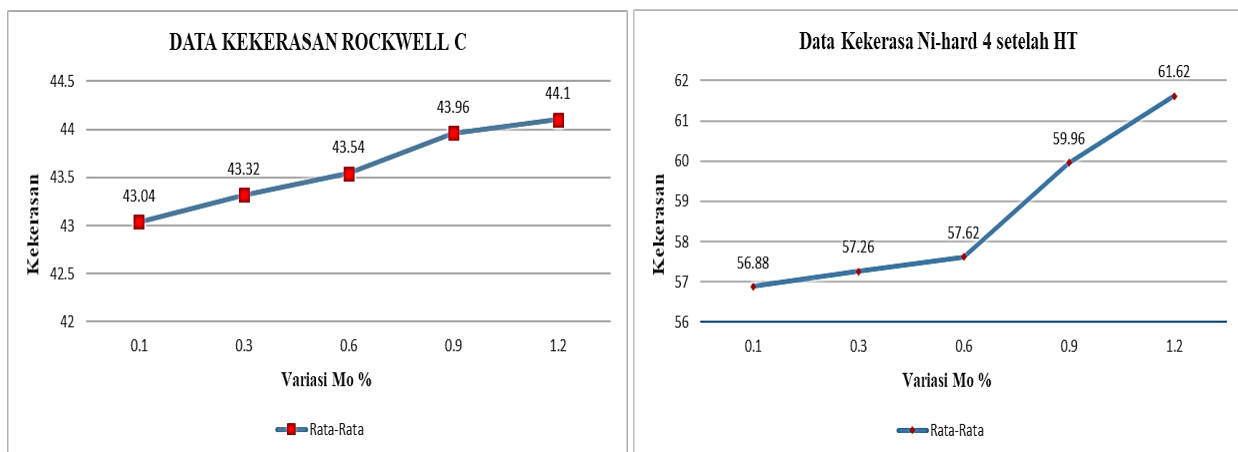 DATA KEKERASAN ROCKWELL C
Kekerasan
44.5
44
43.5
43
42.5
42
43.04
43.32
43.54
43.96
44.1
0.1 0.3 0.6 0.9 1.2
Variasi Mo %
Rata-Rata
Data Kekerasa Ni-hard 4 setelah HT
Kekerasan
62
61
60
59
58
57
56
56.88
57.26
57.62
59.96
61.62
0.1 0.3 0.6 0.9 1.2
Variasi Mo %
Rata-Rata